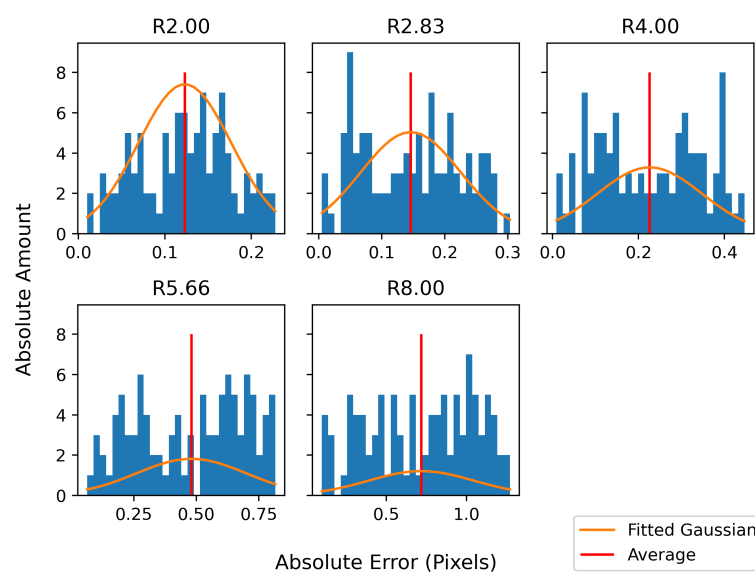 R2.00 R2.83 R4.00
8
6
4
2
0
0.0 0.1 0.2 0.0 0.1 0.2 0.3 0.0 0.2 0.4
Absolute Amount
R5.66 R8.00
8
6
4
2
0
0.25 0.50 0.75 0.5 1.0
Absolute Error (Pixels)
Fitted Gaussian
Average